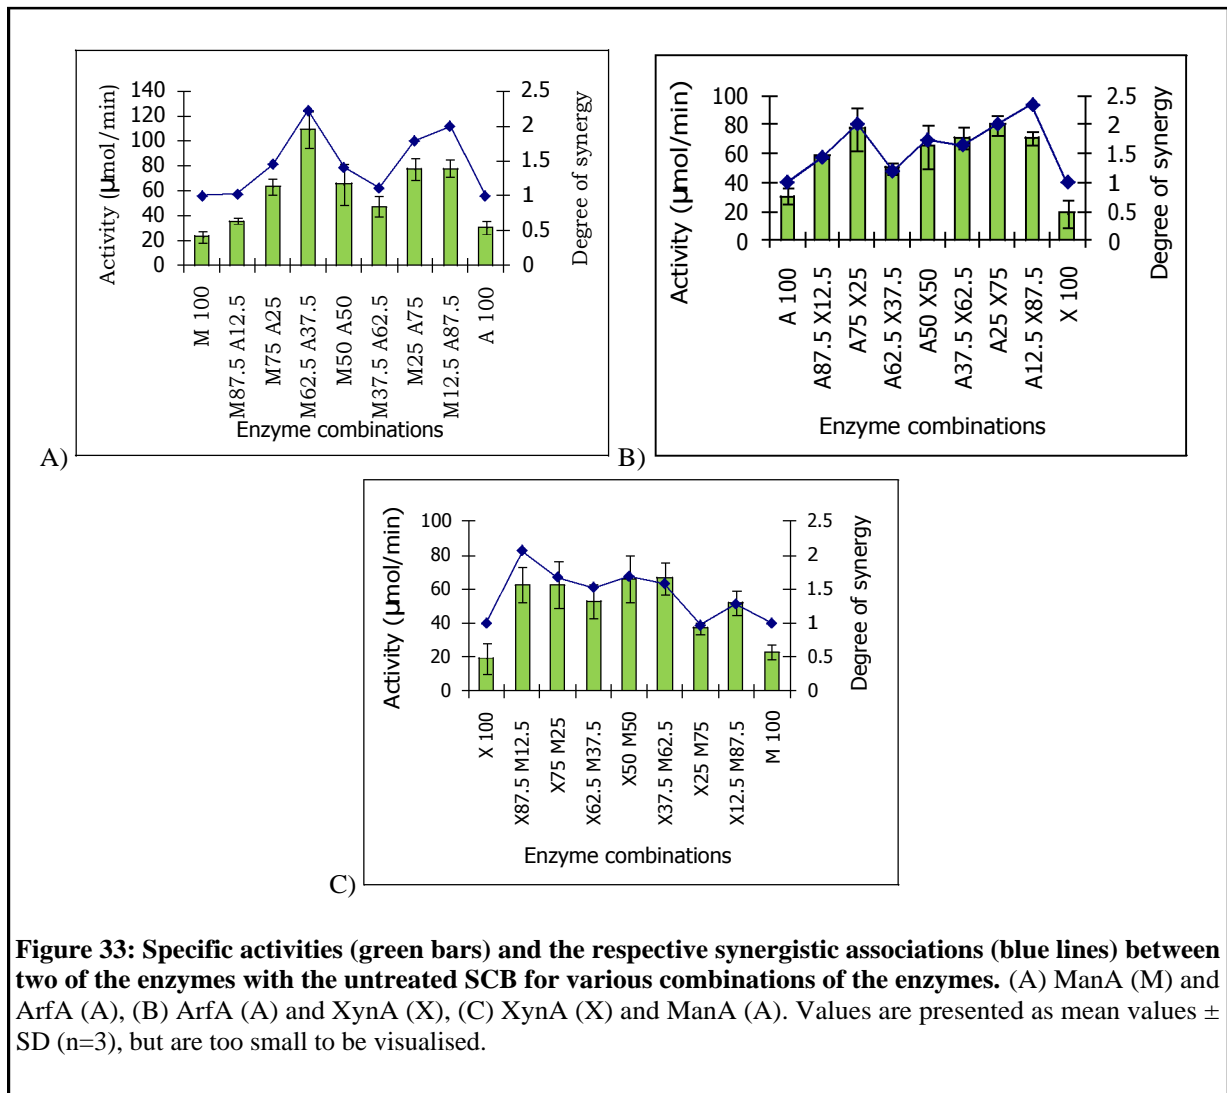 Activity (µmol/min)
140
120
100
80
60
40
20
0
2.5
2
1.5
1
0.5
0
Degree of synergy
M 100
M87.5 A12.5
M75 A25
M62.5 A37.5
M50 A50
M37.5 A62.5
M25 A75
M12.5 A87.5
A 100
Enzyme combinations
A)
Activity (µmol/min)
100
80
60
40
20
0
2.5
2
1.5
1
0.5
0
Degree of synergy
A 100
A87.5 X12.5
A75 X25
A62.5 X37.5
A50 X50
A37.5 X62.5
A25 X75
A12.5 X87.5
X 100
Enzyme combinations
B)
Activity (µmol/min)
100
80
60
40
20
0
2.5
2
1.5
1
0.5
0
Degree of synergy
X 100
X87.5 M12.5
X75 M25
X62.5 M37.5
X50 M50
X37.5 M62.5
X25 M75
X12.5 M87.5
M 100
Enzyme combinations
C)
Figure 33: Specific activities (green bars) and the respective synergistic associations (blue lines) between
two of the enzymes with the untreated SCB for various combinations of the enzymes. (A) ManA (M) and
ArfA (A), (B) ArfA (A) and XynA (X), (C) XynA (X) and ManA (A). Values are presented as mean values ±
SD (n=3), but are too small to be visualised.